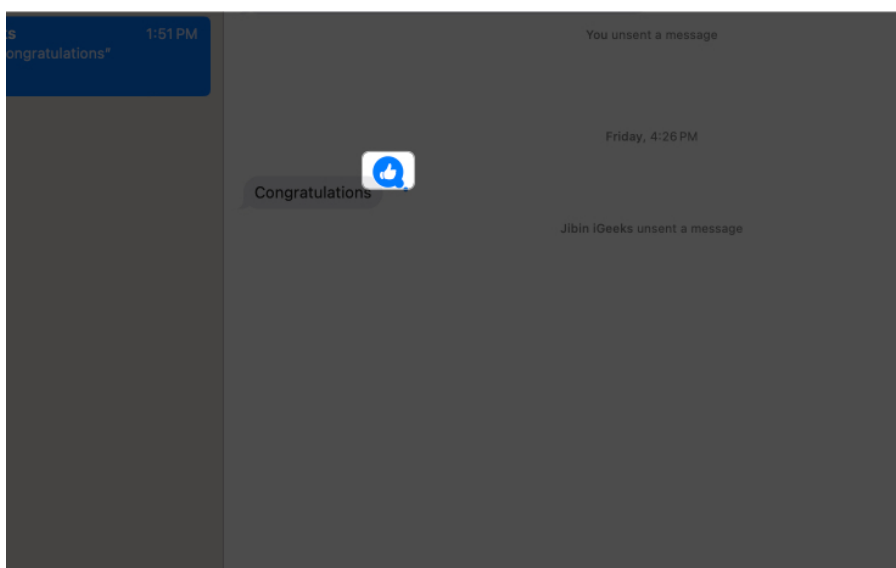 s 1:51 PM
ongratulations"
You unsent a message
Friday, 4:26 PM
Congratulations
Jibin iGeeks unsent a message